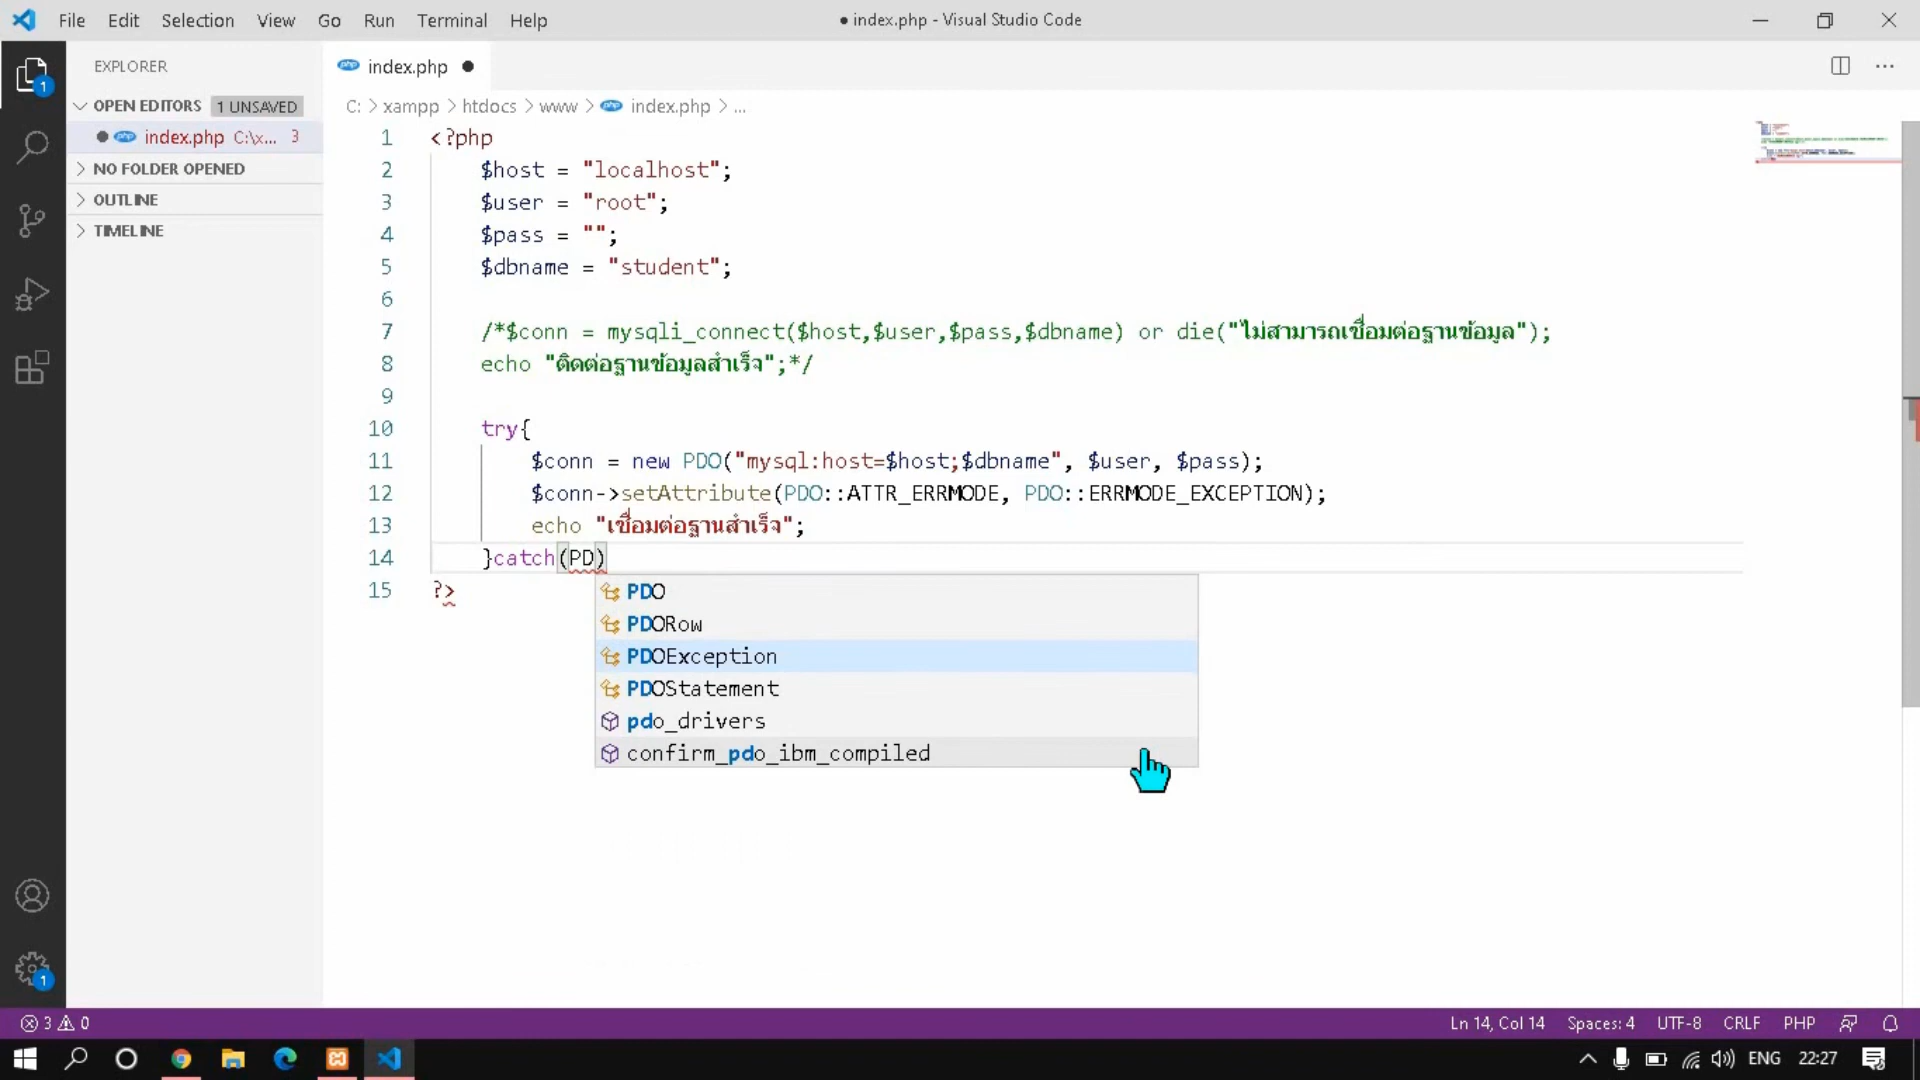 File Edit Selection View Go Run Terminal Help
● index.php - Visual Studio Code
EXPLORER
OPEN EDITORS 1 UNSAVED
index.php C:\x... 3
NO FOLDER OPENED
OUTLINE
TIMELINE
index.php
C: > xampp > htdocs > www > index.php > ...
1 <?php
2 $host = "localhost";
3 $user = "root";
4 $pass = "";
5 $dbname = "student";
6
7 /*$conn = mysqli_connect($host,$user,$pass,$dbname) or die("ไม่สามารถเชื่อมต่อฐานข้อมูล");
8 echo "ติดต่อฐานข้อมูลสำเร็จ";*/
9
10 try{
11 $conn = new PDO("mysql:host=$host;$dbname", $user, $pass);
12 $conn->setAttribute(PDO::ATTR_ERRMODE, PDO::ERRMODE_EXCEPTION);
13 echo "เชื่อมต่อฐานสำเร็จ";
14 }catch(PD)
15 ?>
PDO
PDORow
PDOException
PDOStatement
pdo_drivers
confirm_pdo_ibm_compiled
1
1
3 0
Ln 14, Col 14 Spaces: 4 UTF-8 CRLF PHP
ENG 22:27